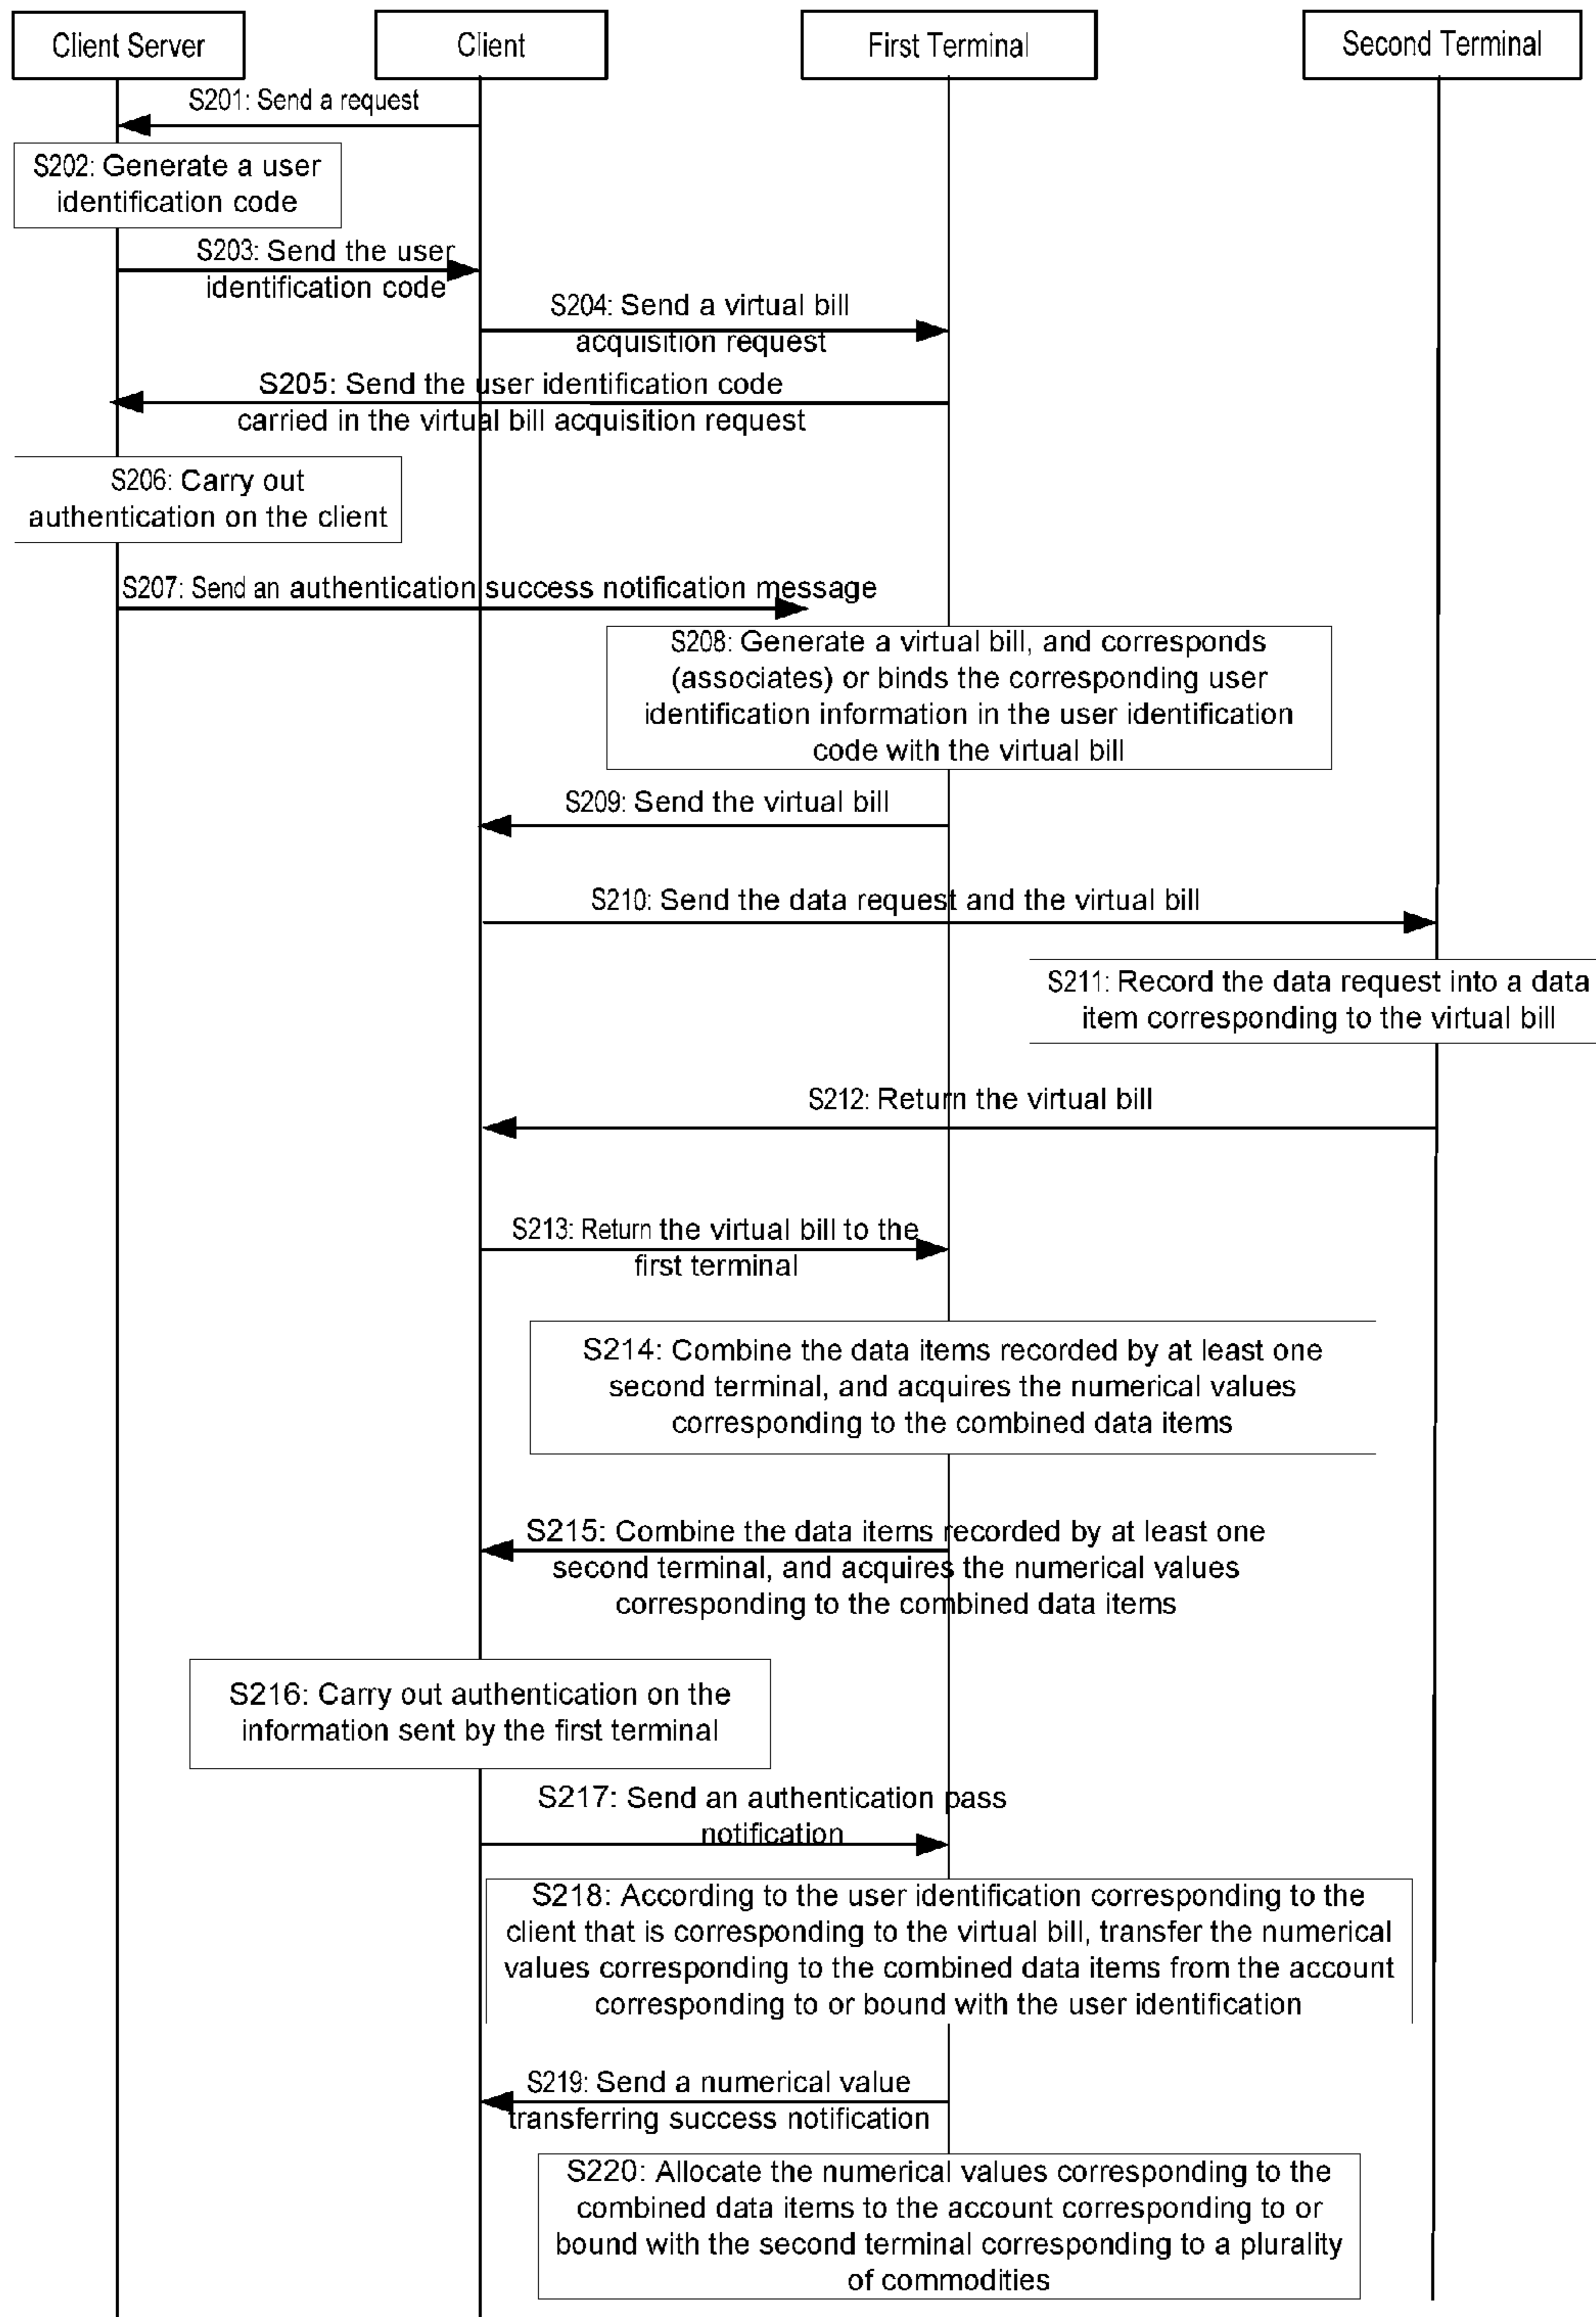 Client Server
Client
First Terminal
Second Terminal
S201: Send a request
S202: Generate a user
identification code
S203: Send the user
identification code
S204: Send a virtual bill
acquisition request
S205: Send the user identification code
carried in the virtual bill acquisition request
S206: Carry out
authentication on the client
S207: Send an authentication success notification message
S208: Generate a virtual bill, and corresponds
(associates) or binds the corresponding user
identification information in the user identification
code with the virtual bill
S209: Send the virtual bill
S210: Send the data request and the virtual bill
S211: Record the data request into a data
item corresponding to the virtual bill
S212: Return the virtual bill
S213: Return the virtual bill to the
first terminal
S214: Combine the data items recorded by at least one
second terminal, and acquires the numerical values
corresponding to the combined data items
S215: Combine the data items recorded by at least one
second terminal, and acquires the numerical values
corresponding to the combined data items
S216: Carry out authentication on the
information sent by the first terminal
S217: Send an authentication pass
notification
S218: According to the user identification corresponding to the
client that is corresponding to the virtual bill, transfer the numerical
values corresponding to the combined data items from the account
corresponding to or bound with the user identification
S219: Send a numerical value
transferring success notification
S220: Allocate the numerical values corresponding to the
combined data items to the account corresponding to or
bound with the second terminal corresponding to a plurality
of commodities